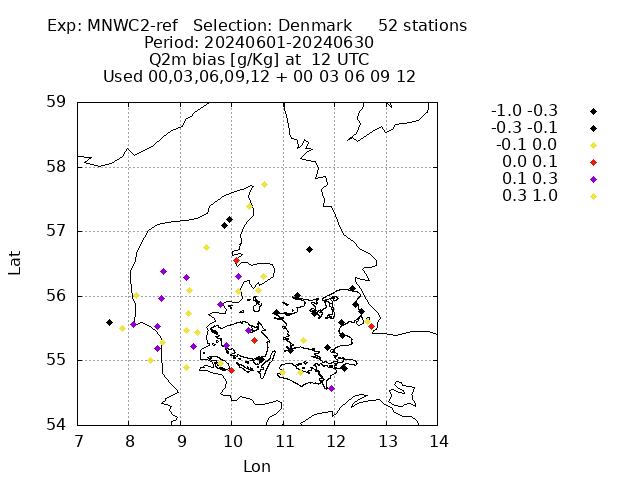 Exp: MNWC2-ref Selection: Denmark 52 stations
Period: 20240601-20240630
Q2m bias [g/Kg] at 12 UTC
Used 00,03,06,09,12 + 00 03 06 09 12
-1.0 -0.3
-0.3 -0.1
-0.1 0.0
0.0 0.1
0.1 0.3
0.3 1.0
59
58
57
56
55
54
Lat
7 8 9 10 11 12 13 14
Lon